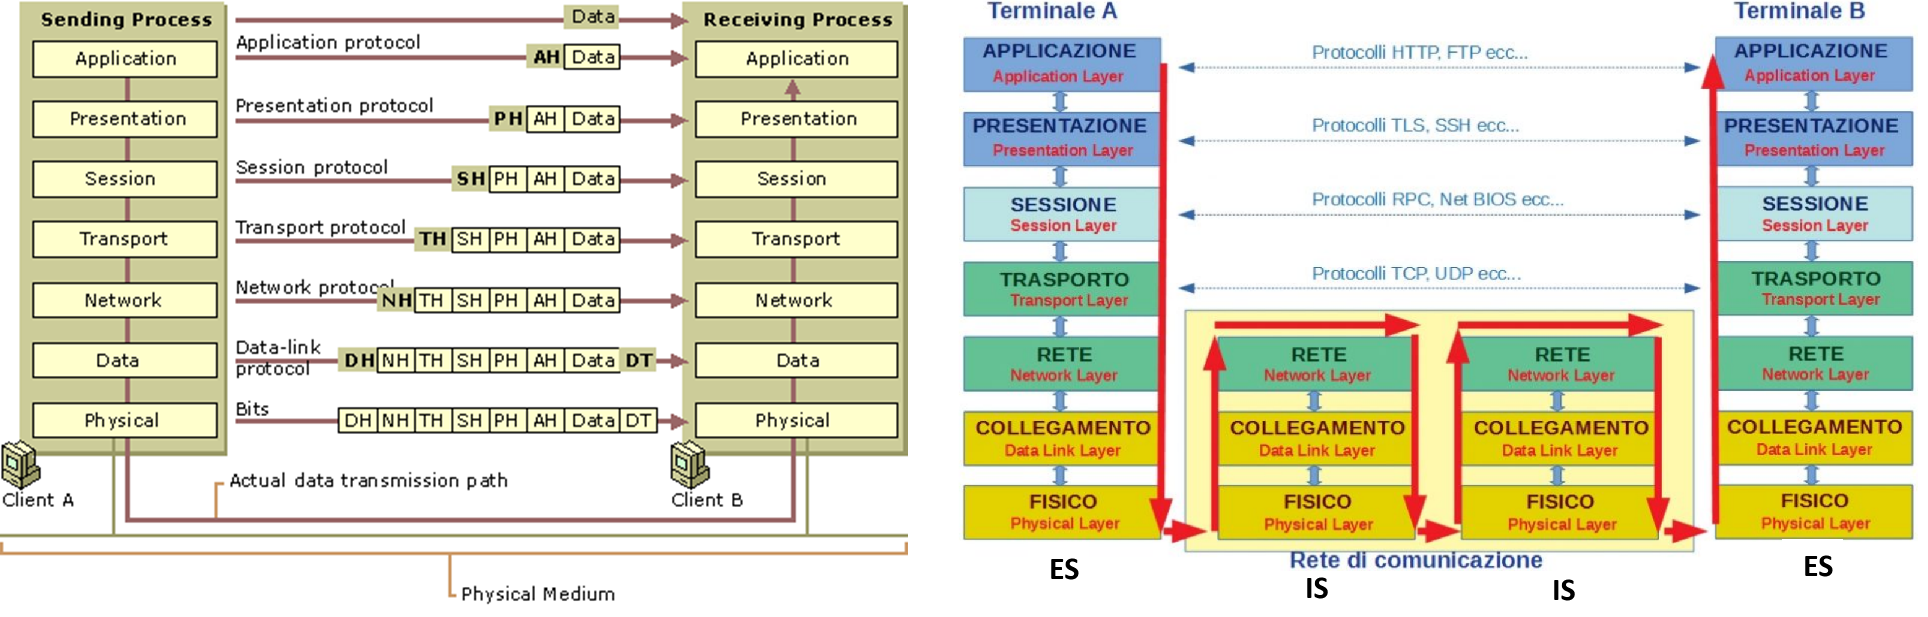 Sending Process
Data
Receiving Process
Application
Application protocol
AH Data
Application
Presentation
Presentation protocol
PH AH Data
Presentation
Session
Session protocol
SH PH AH Data
Session
Transport
Transport protocol
TH SH PH AH Data
Transport
Network
Network protocol
NH TH SH PH AH Data
Network
Data
Data-link
protocol
DH NH TH SH PH AH Data DT
Data
Physical
Bits
DH NH TH SH PH AH Data DT
Physical
Client A
Actual data transmission path
Client B
Physical Medium
Terminale A
Terminale B
APPLICAZIONE
Application Layer
Protocolli HTTP, FTP ecc...
APPLICAZIONE
Application Layer
PRESENTAZIONE
Presentation Layer
Protocolli TLS, SSH ecc...
PRESENTAZIONE
Presentation Layer
SESSIONE
Session Layer
Protocolli RPC, Net BIOS ecc...
SESSIONE
Session Layer
TRASPORTO
Transport Layer
Protocolli TCP, UDP ecc...
TRASPORTO
Transport Layer
RETE
Network Layer
RETE
Network Layer
RETE
Network Layer
RETE
Network Layer
COLLEGAMENTO
Data Link Layer
COLLEGAMENTO
Data Link Layer
COLLEGAMENTO
Data Link Layer
COLLEGAMENTO
Data Link Layer
FISICO
Physical Layer
FISICO
Physical Layer
FISICO
Physical Layer
FISICO
Physical Layer
Rete di comunicazione
ES
IS
IS
ES